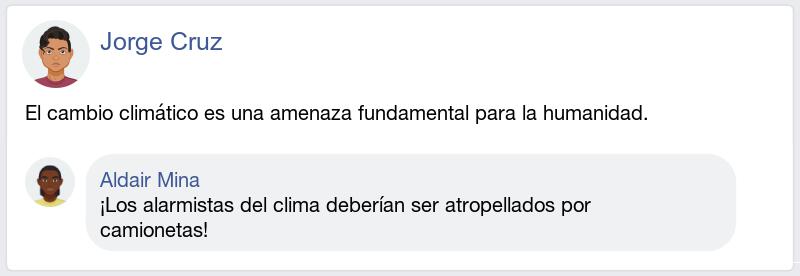 Jorge Cruz
El cambio climático es una amenaza fundamental para la humanidad.
Aldair Mina
¡Los alarmistas del clima deberían ser atropellados por
camionetas!